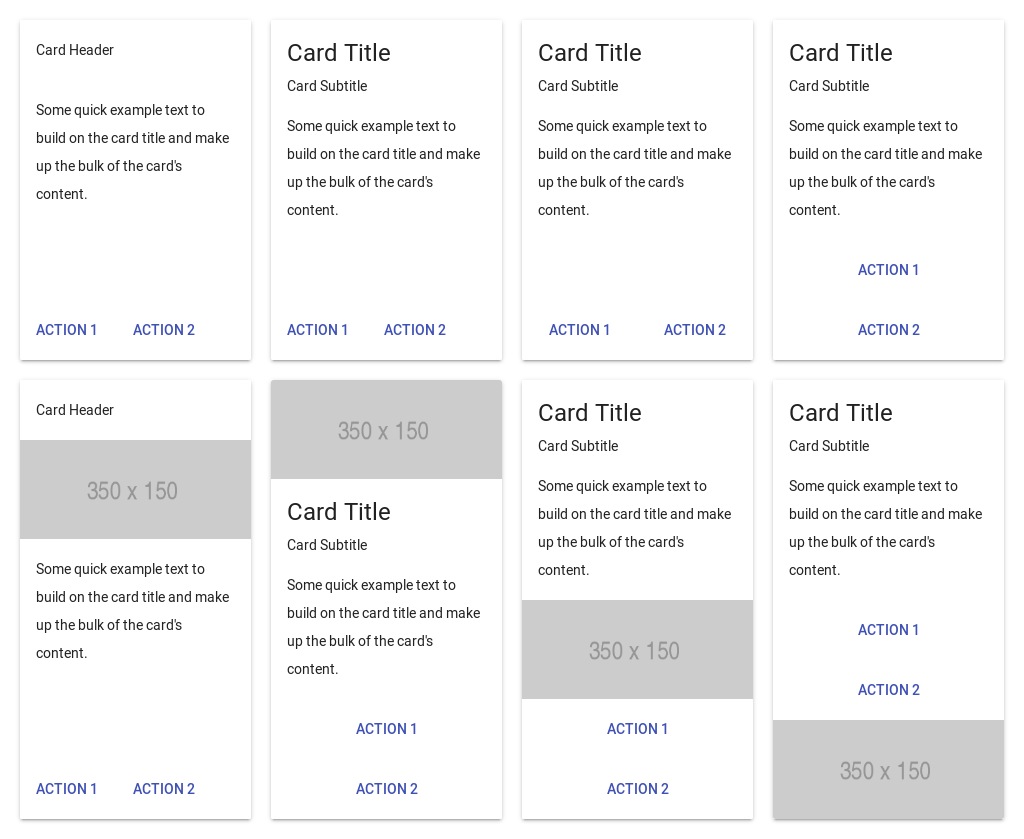 Card Header
Some quick example text to
build on the card title and make
up the bulk of the card's
content.
ACTION 1 ACTION 2
Card Title
Card Subtitle
Some quick example text to
build on the card title and make
up the bulk of the card's
content.
ACTION 1 ACTION 2
Card Title
Card Subtitle
Some quick example text to
build on the card title and make
up the bulk of the card's
content.
ACTION 1 ACTION 2
Card Title
Card Subtitle
Some quick example text to
build on the card title and make
up the bulk of the card's
content.
ACTION 1
ACTION 2
Card Header
350 x 150
Some quick example text to
build on the card title and make
up the bulk of the card's
content.
ACTION 1 ACTION 2
350 x 150
Card Title
Card Subtitle
Some quick example text to
build on the card title and make
up the bulk of the card's
content.
ACTION 1
ACTION 2
Card Title
Card Subtitle
Some quick example text to
build on the card title and make
up the bulk of the card's
content.
350 x 150
ACTION 1
ACTION 2
Card Title
Card Subtitle
Some quick example text to
build on the card title and make
up the bulk of the card's
content.
ACTION 1
ACTION 2
350 x 150